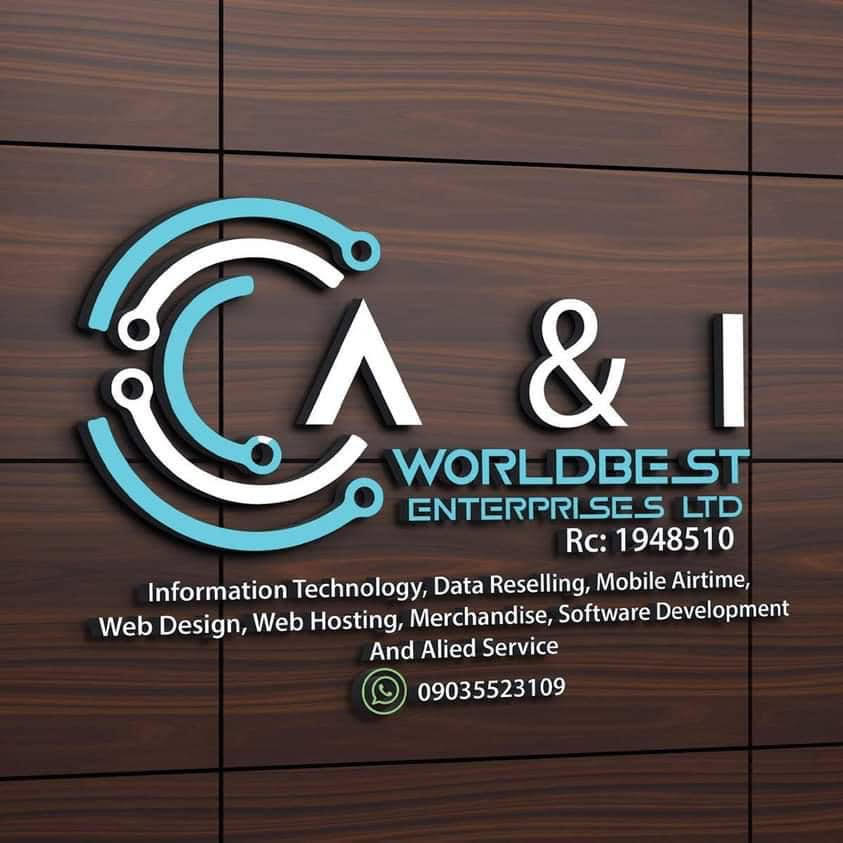 A & I
WORLDBEST
ENTERPRISES LTD
Rc: 1948510
Information Technology, Data Reselling, Mobile Airtime,
Web Design, Web Hosting, Merchandise, Software Development
And Alied Service
09035523109